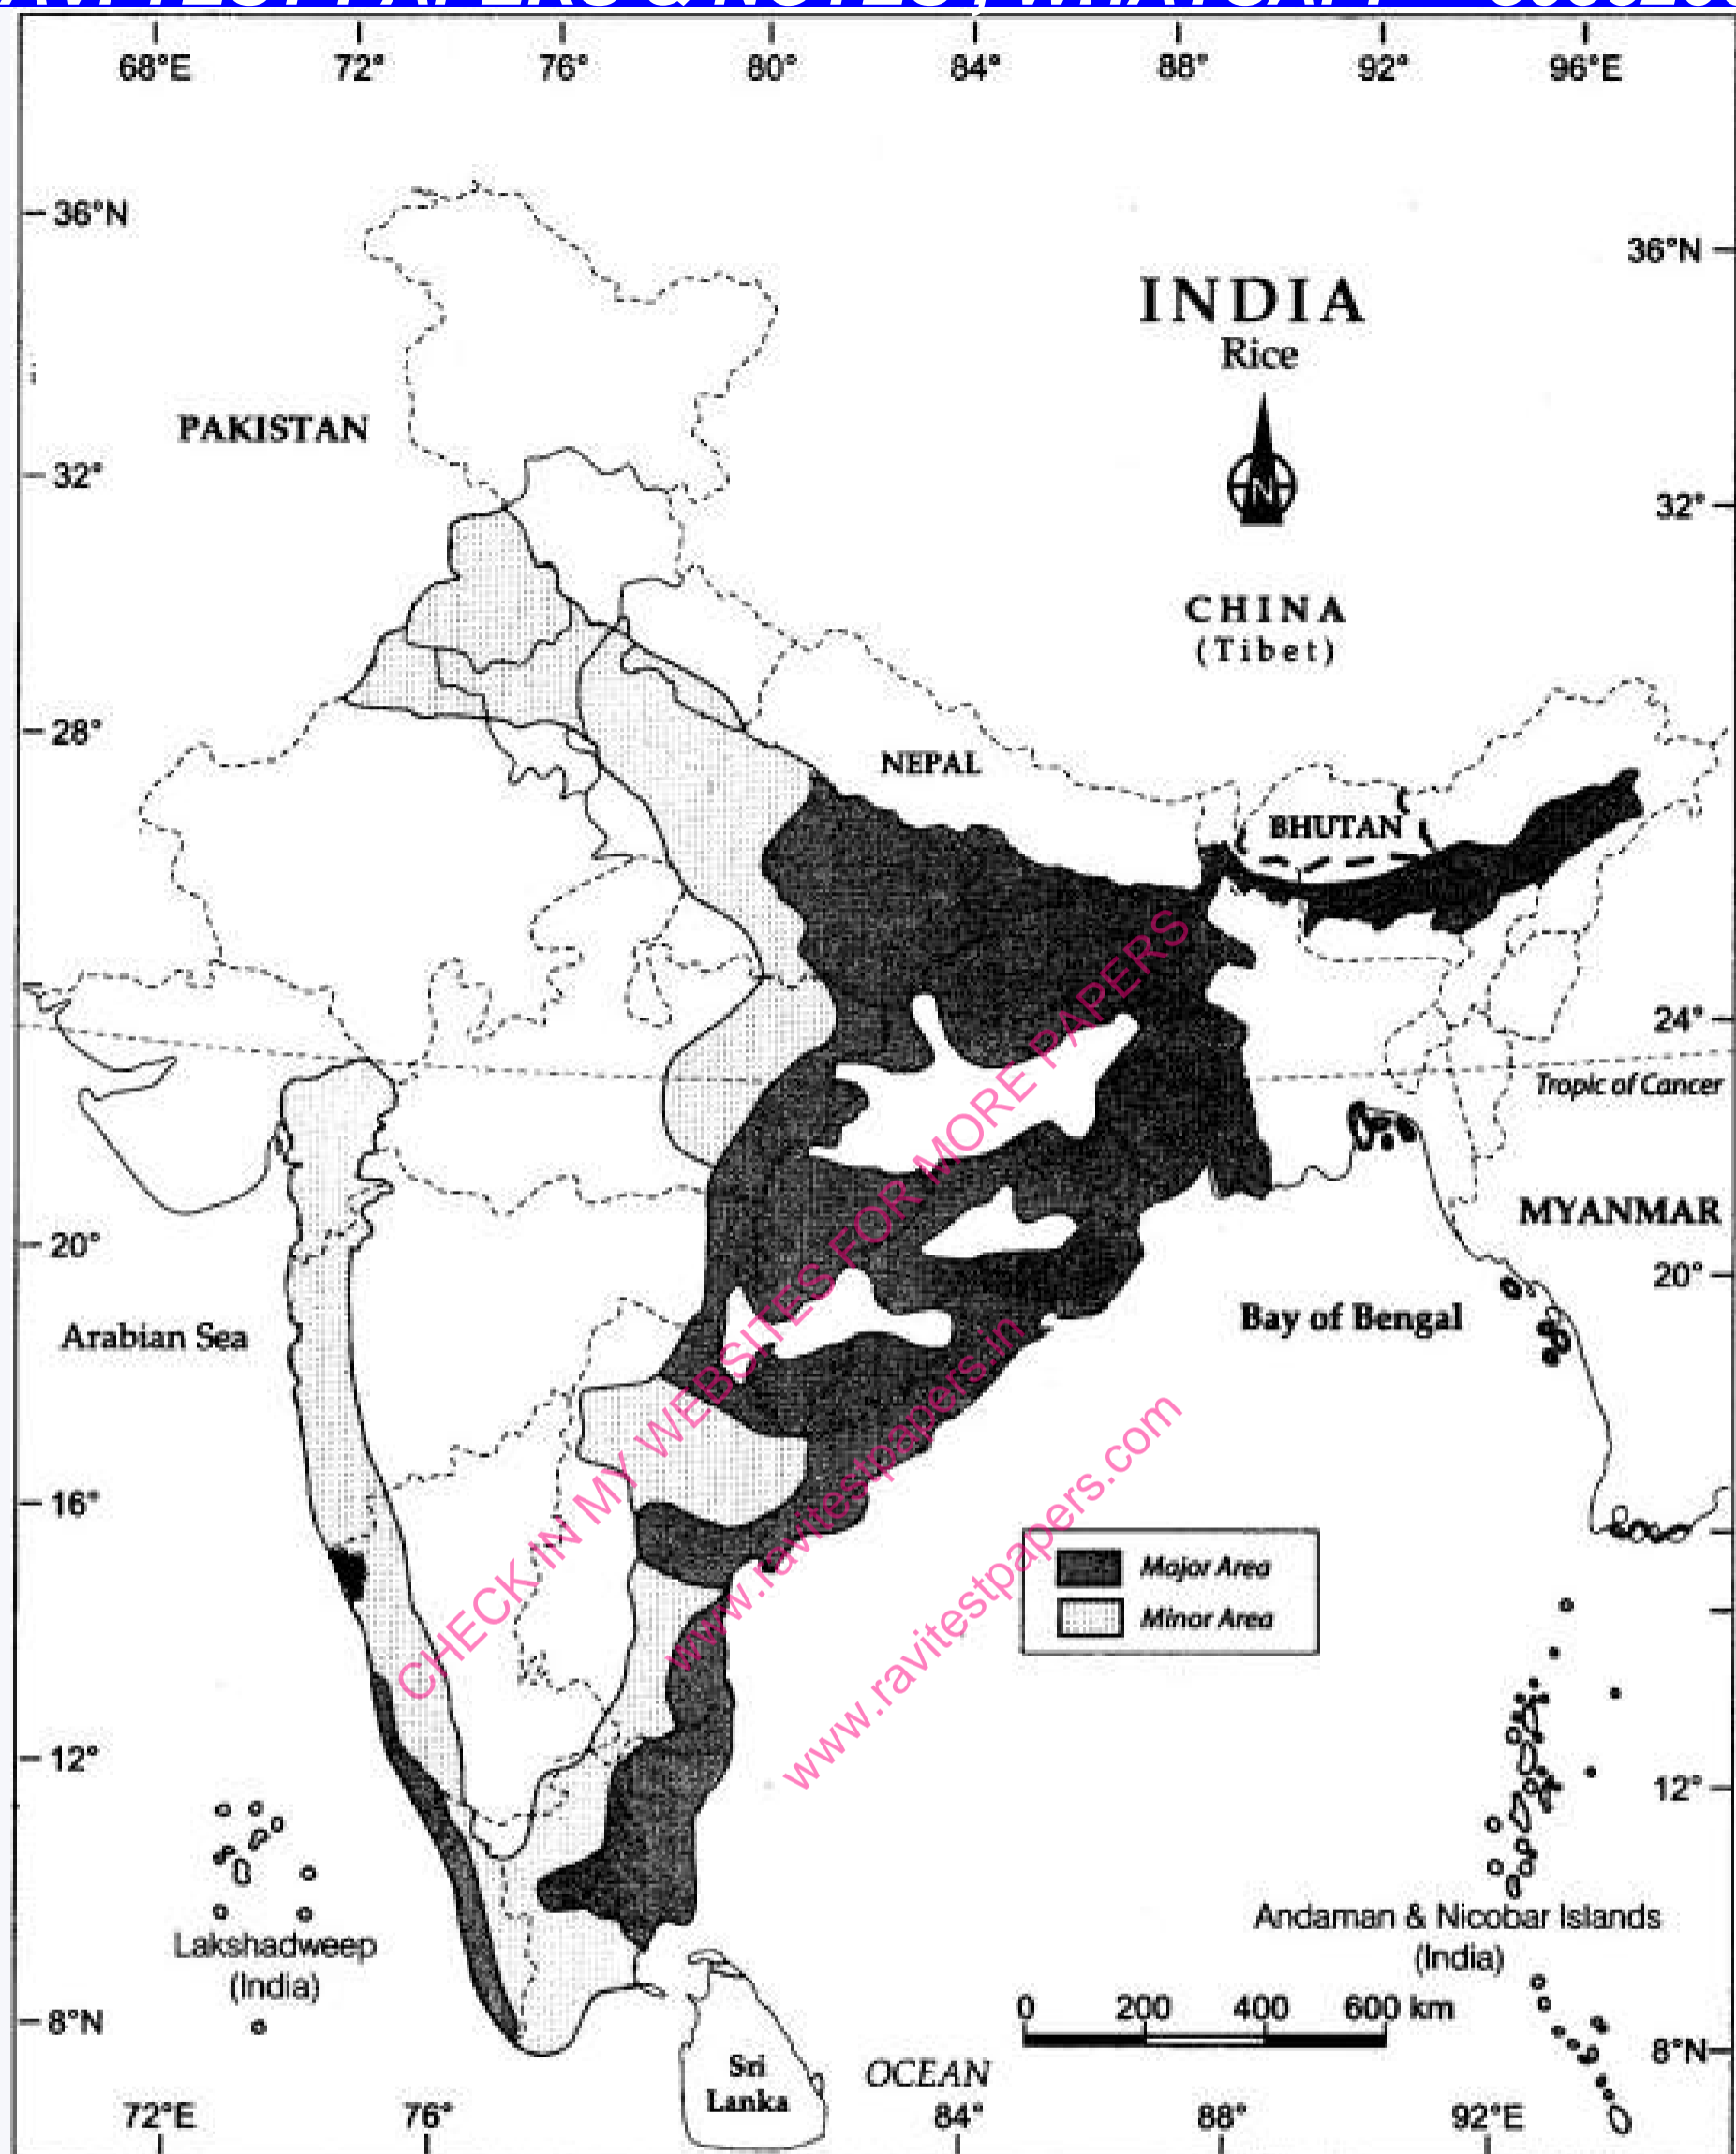 68°E 72° 76° 80° 84° 88° 92° 96°E
36°N
36°N
INDIA
Rice
N
PAKISTAN
32°
32°
CHINA
(Tibet)
28°
NEPAL
BHUTAN
24°
Tropic of Cancer
MYANMAR
20°
20°
Bay of Bengal
Arabian Sea
16°
Major Area
Minor Area
CHECK IN MY WEBSITES FOR MORE PAPERS
www.ravitestpapers.in
www.ravitestpapers.com
12°
12°
Lakshadweep
(India)
Andaman & Nicobar Islands
(India)
0 200 400 600 km
8°N
8°N
Sri
Lanka
OCEAN
72°E 76° 84° 88° 92°E